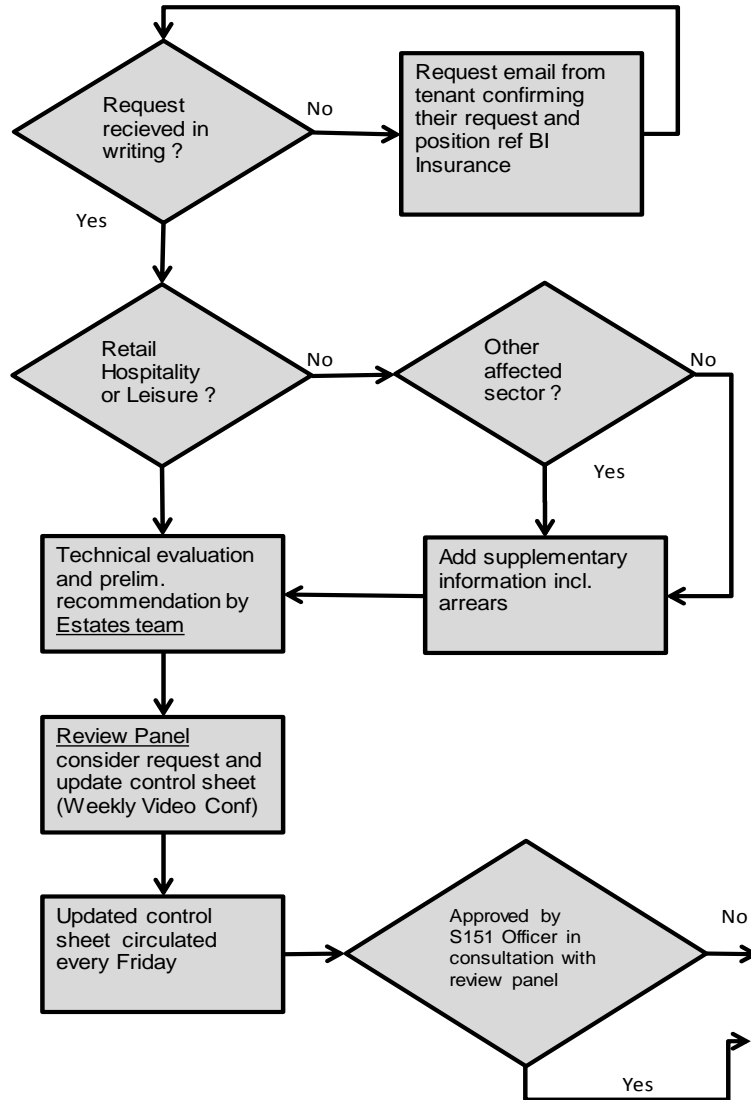 Request
recieved in
writing ?
No
Request email from
tenant confirming
their request and
position ref BI
Insurance
Yes
Retail
Hospitality
or Leisure ?
No
Other
affected
sector ?
No
Yes
Technical evaluation
and prelim.
recommendation by
Estates team
Add supplementary
information incl.
arrears
Review Panel
consider request and
update control sheet
(Weekly Video Conf)
Updated control
sheet circulated
every Friday
Approved by
S151 Officer in
consultation with
review panel
No
Yes